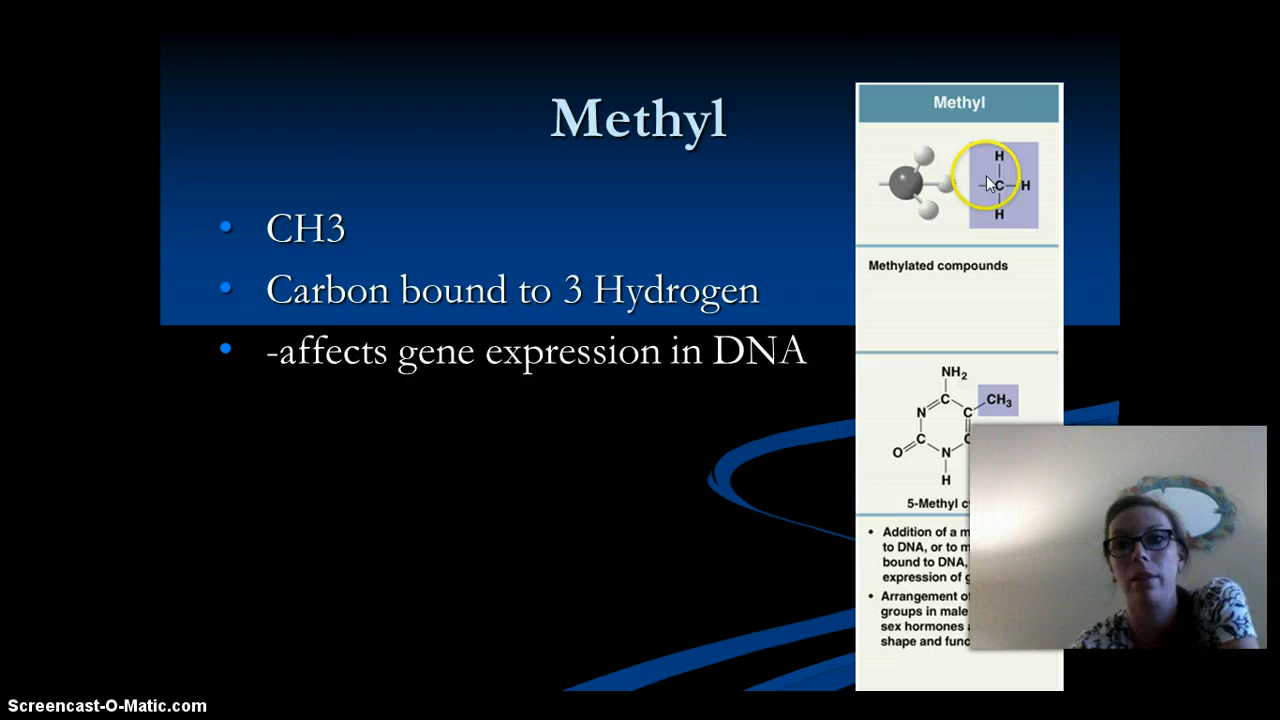 Methyl
CH3
Carbon bound to 3 Hydrogen
-affects gene expression in DNA
Methyl
H
C
H
H
Methylated compounds
NH₂
C
CH₃
N
C
C
O
N
H
5-Methyl
Addition of a
to DNA, or to
bound to DNA,
expression of
Arrangement of
groups in male
sex hormones
shape and
Screencast-O-Matic.com